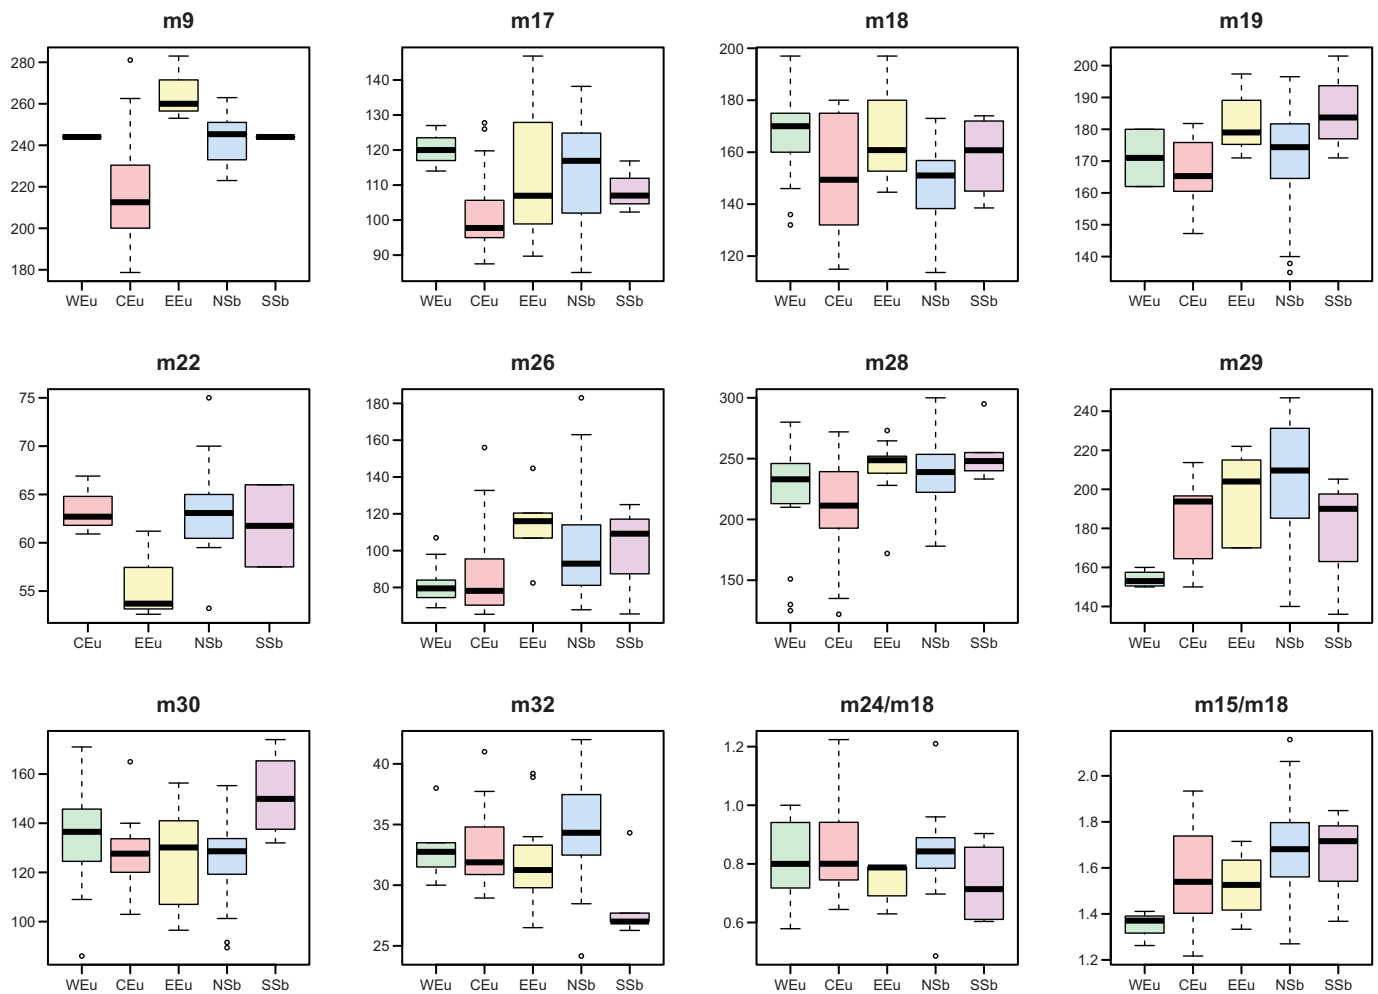 m9 m17 m18 m19
280 260 240 220 200 180
WEu CEu EEu NSb SSb
140 130 120 110 100 90
WEu CEu EEu NSb SSb
200 180 160 140 120
WEu CEu EEu NSb SSb
200 190 180 170 160 150 140
WEu CEu EEu NSb SSb
m22 m26 m28 m29
75 70 65 60 55
CEu EEu NSb SSb
180 160 140 120 100 80
WEu CEu EEu NSb SSb
300 250 200 150
WEu CEu EEu NSb SSb
240 220 200 180 160 140
WEu CEu EEu NSb SSb
m30 m32 m24/m18 m15/m18
160 140 120 100
WEu CEu EEu NSb SSb
40 35 30 25
WEu CEu EEu NSb SSb
1.2 1.0 0.8 0.6
WEu CEu EEu NSb SSb
2.0 1.8 1.6 1.4 1.2
WEu CEu EEu NSb SSb